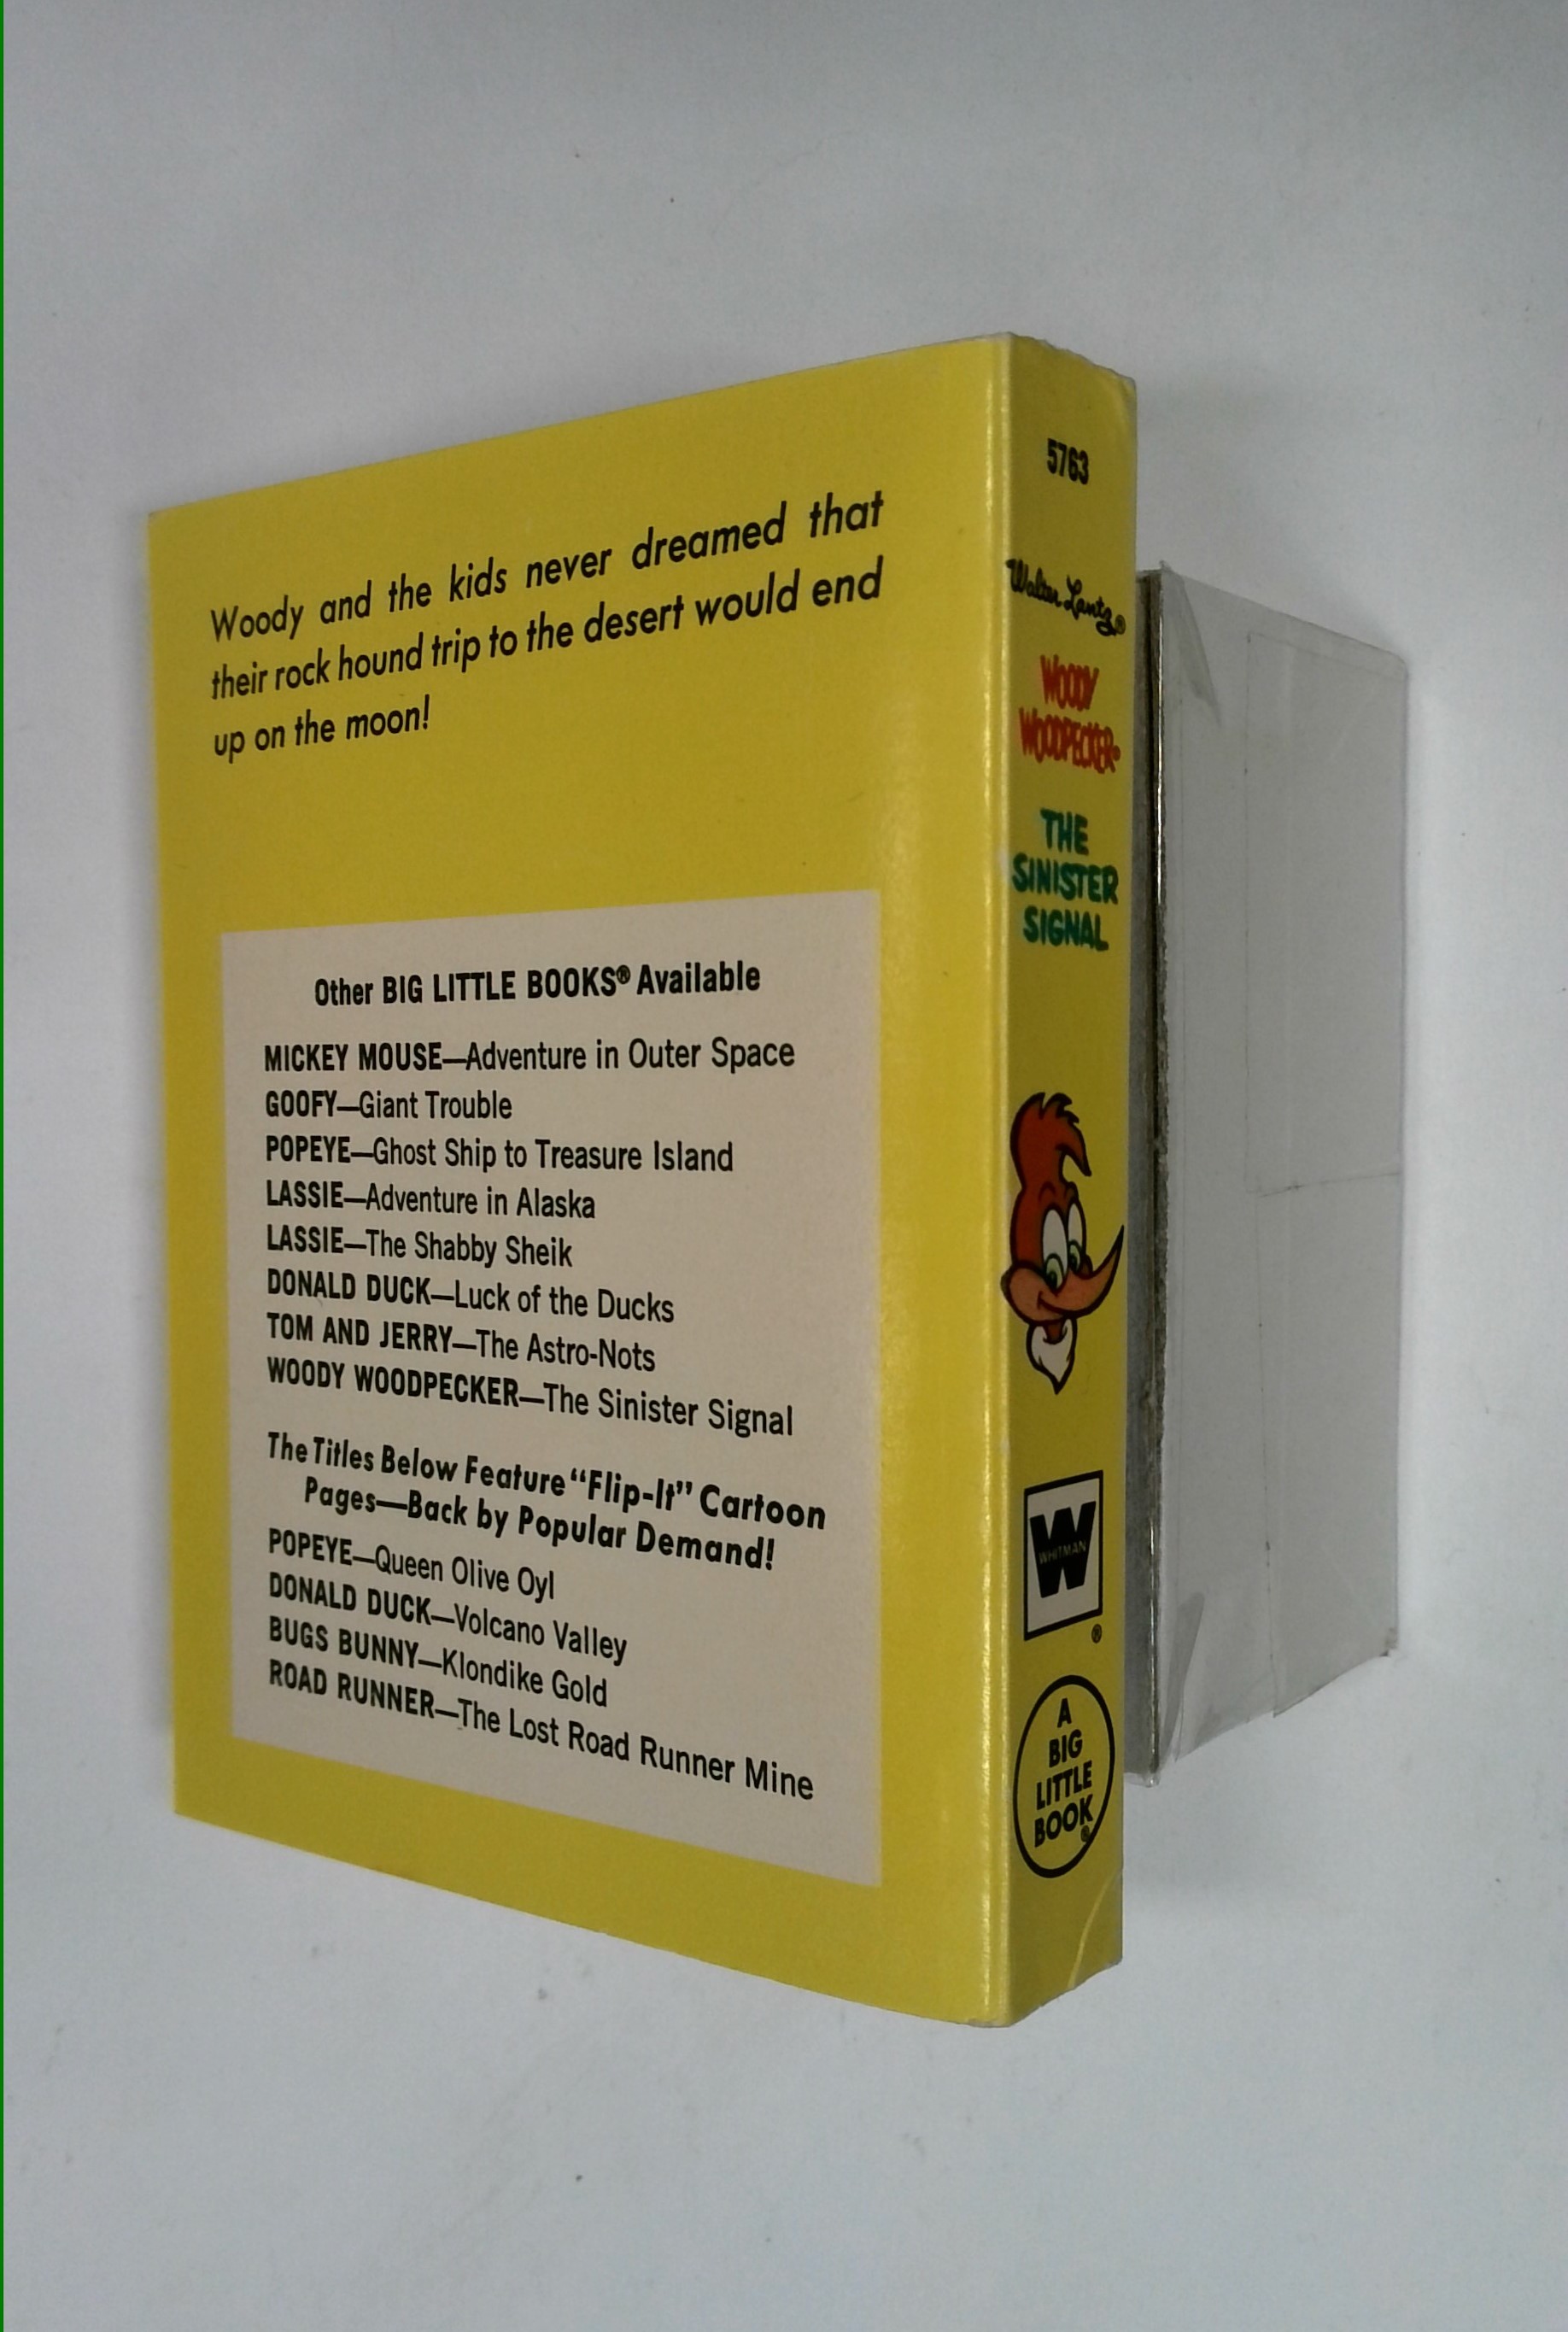 Woody and the kids never dreamed that
their rock hound trip to the desert would end
up on the moon!
Other BIG LITTLE BOOKS® Available
MICKEY MOUSE—Adventure in Outer Space
GOOFY—Giant Trouble
POPEYE—Ghost Ship to Treasure Island
LASSIE—Adventure in Alaska
LASSIE—The Shabby Sheik
DONALD DUCK—Luck of the Ducks
TOM AND JERRY—The Astro-Nots
WOODY WOODPECKER—The Sinister Signal
The Titles Below Feature “Flip-It” Cartoon
Pages—Back by Popular Demand!
POPEYE—Queen Olive Oyl
DONALD DUCK—Volcano Valley
BUGS BUNNY—Klondike Gold
ROAD RUNNER—The Lost Road Runner Mine
5763
Walter Lantz®
WOODY
WOODPECKER®
THE
SINISTER
SIGNAL
W
WHITMAN
®
A
BIG
LITTLE
BOOK
®